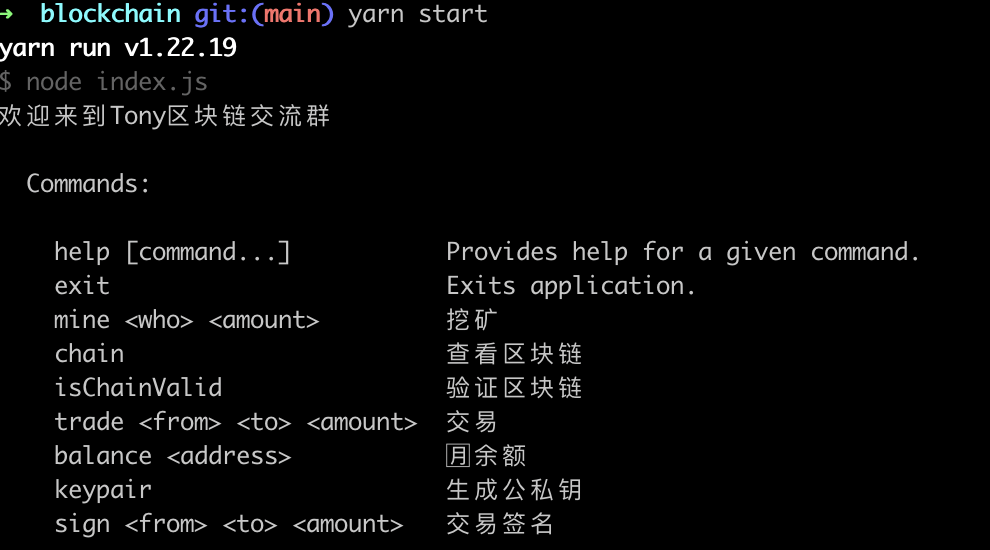 ➜  blockchain git:(main) yarn start
yarn run v1.22.19
$ node index.js
欢迎来到Tony区块链交流群
Commands:
help [command...]  Provides help for a given command.
exit  Exits application.
mine <who> <amount>  挖矿
chain  查看区块链
isChainValid  验证区块链
trade <from> <to> <amount>  交易
balance <address>  🈷余额
keypair  生成公私钥
sign <from> <to> <amount>  交易签名